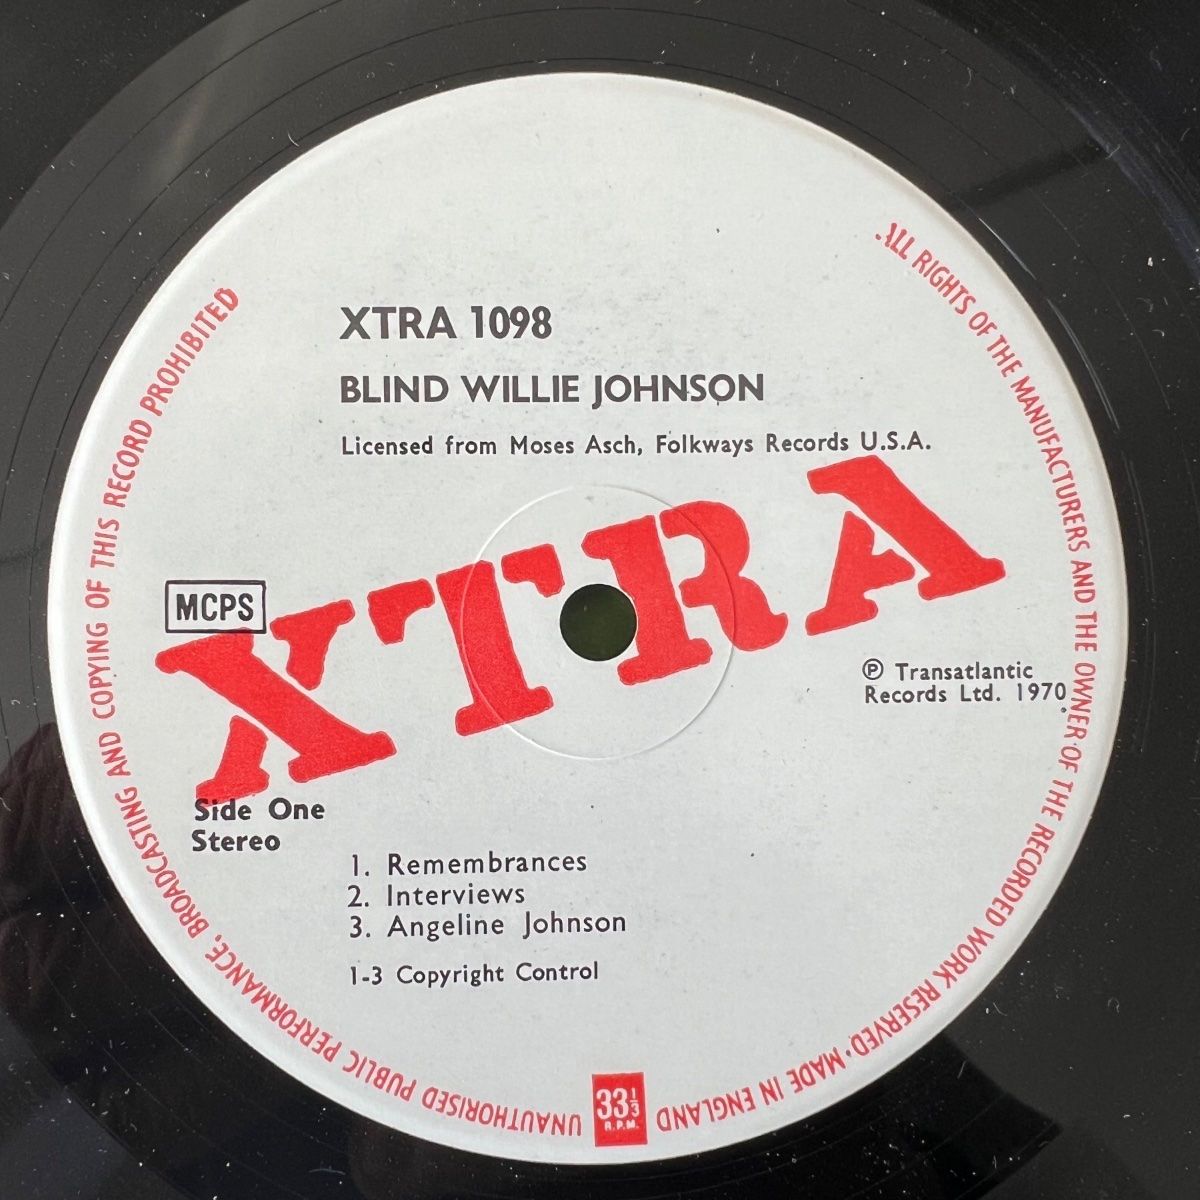 XTRA 1098
BLIND WILLIE JOHNSON
Licensed from Moses Asch, Folkways Records U.S.A.
XTRA
MCPS
Ⓟ Transatlantic
Records Ltd. 1970
Side One
Stereo
1. Remembrances
2. Interviews
3. Angeline Johnson
1-3 Copyright Control
33⅓
R.P.M.
·ALL RIGHTS OF THE MANUFACTURERS AND THE OWNER OF THE RECORDED WORK RESERVED·MADE IN ENGLAND
UNAUTHORISED PUBLIC PERFORMANCE, BROADCASTING AND COPYING OF THIS RECORD PROHIBITED